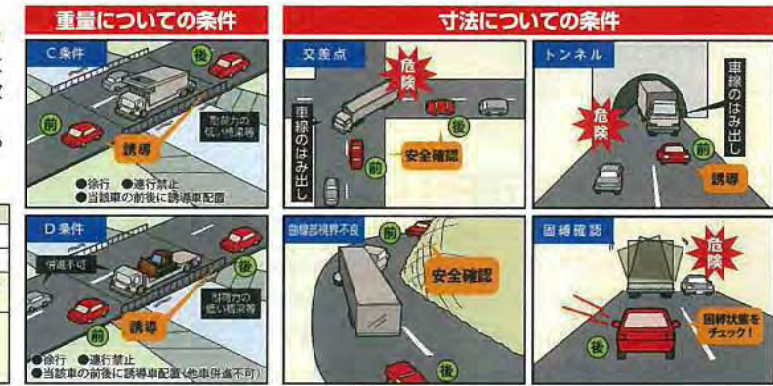 重量についての条件
C条件
後
前
耐荷力の
低い橋梁等
誘導
●徐行 ●連行禁止
●当該車の前後に誘導車配置
D条件
併進不可
後
耐荷力の
低い橋梁等
誘導
前
●徐行 ●連行禁止
●当該車の前後に誘導車配置(他車併進不可)
寸法についての条件
交差点
危険
車線のはみ出し
後
安全確認
前
トンネル
車線のはみ出し
危険
前
誘導
曲線部視界不良
前
安全確認
後
固縛確認
危険
固縛状態を
チェック!
後